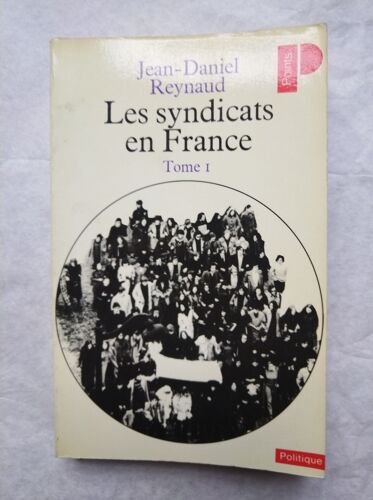 Jean-Daniel
Reynaud
Points
Les syndicats
en France
Tome 1
Politique